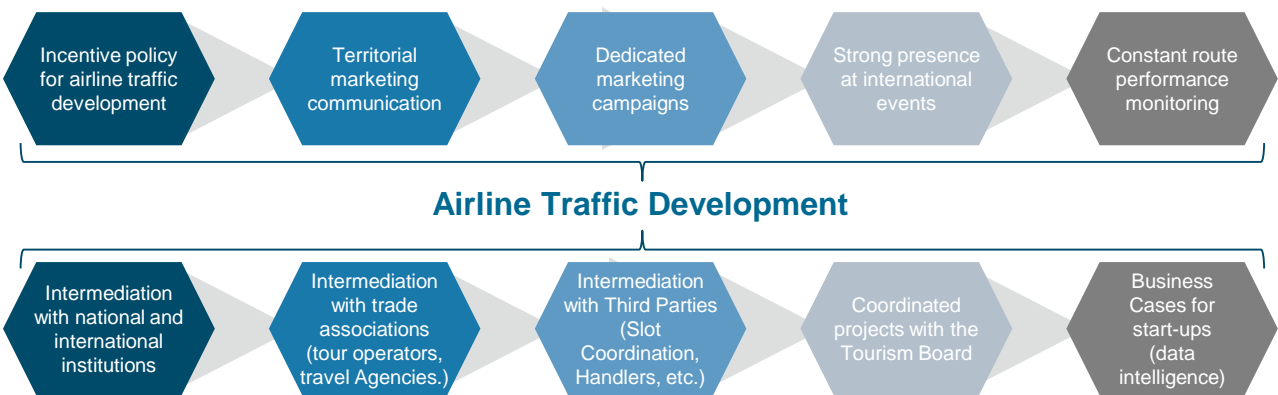 Incentive policy
for airline traffic
development
Territorial
marketing
communication
Dedicated
marketing
campaigns
Strong presence
at international
events
Constant route
performance
monitoring
Airline Traffic Development
Intermediation
with national and
international
institutions
Intermediation
with trade
associations
(tour operators,
travel Agencies.)
Intermediation
with Third Parties
(Slot
Coordination,
Handlers, etc.)
Coordinated
projects with the
Tourism Board
Business
Cases for
start-ups
(data
intelligence)